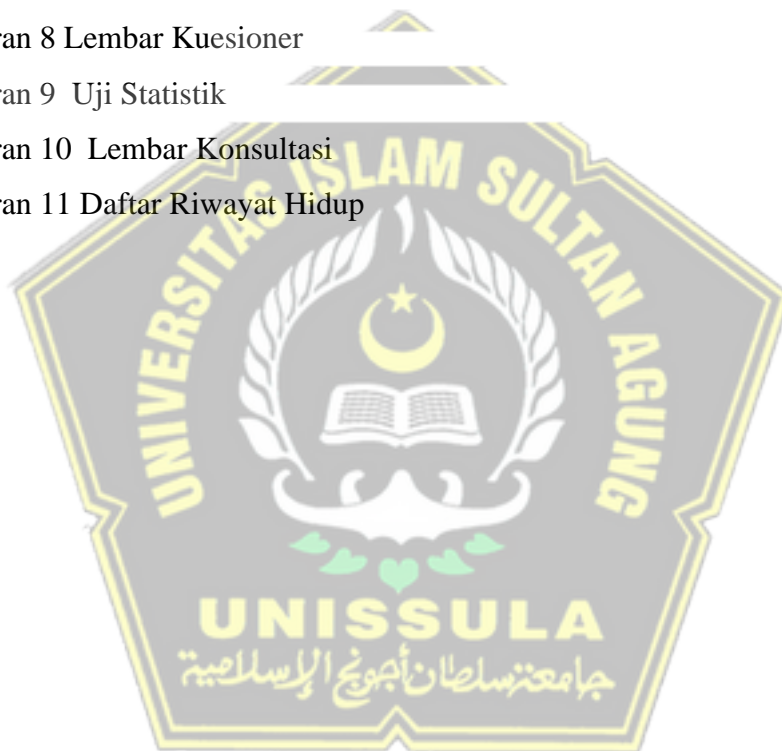 ran 8 Lembar Kuesioner
ran 9 Uji Statistik
ran 10 Lembar Konsultasi
ran 11 Daftar Riwayat Hidup
UNIVERSITAS ISLAM SULTAN AGUNG
UNISSULA
جامعة سلطان أجونج الإسلامية